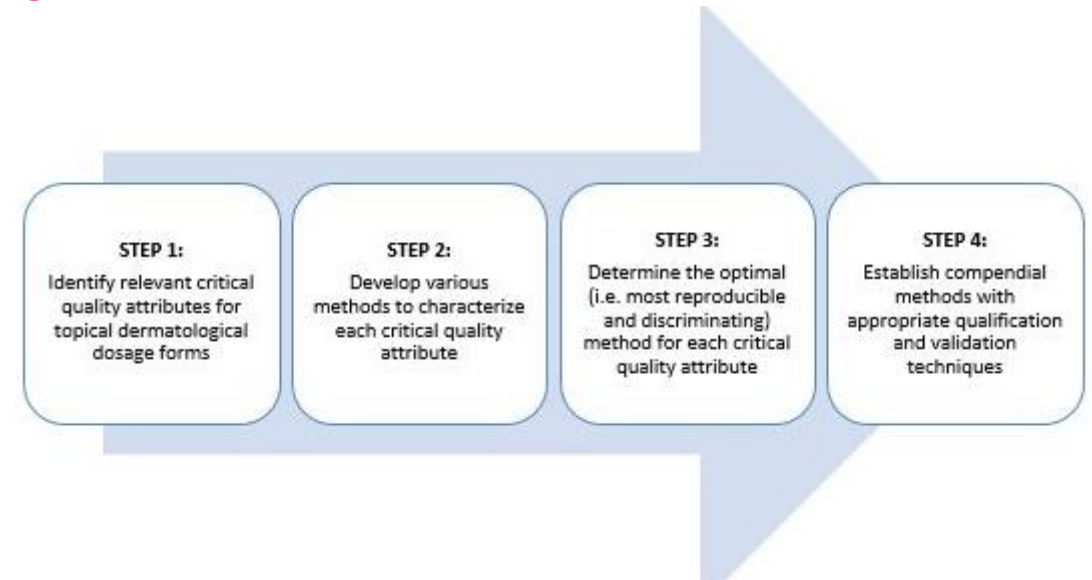 STEP 1:
Identify relevant critical
quality attributes for
topical dermatological
dosage forms
STEP 2:
Develop various
methods to characterize
each critical quality
attribute
STEP 3:
Determine the optimal
(i.e. most reproducible
and discriminating)
method for each critical
quality attribute
STEP 4:
Establish compendial
methods with
appropriate qualification
and validation
techniques